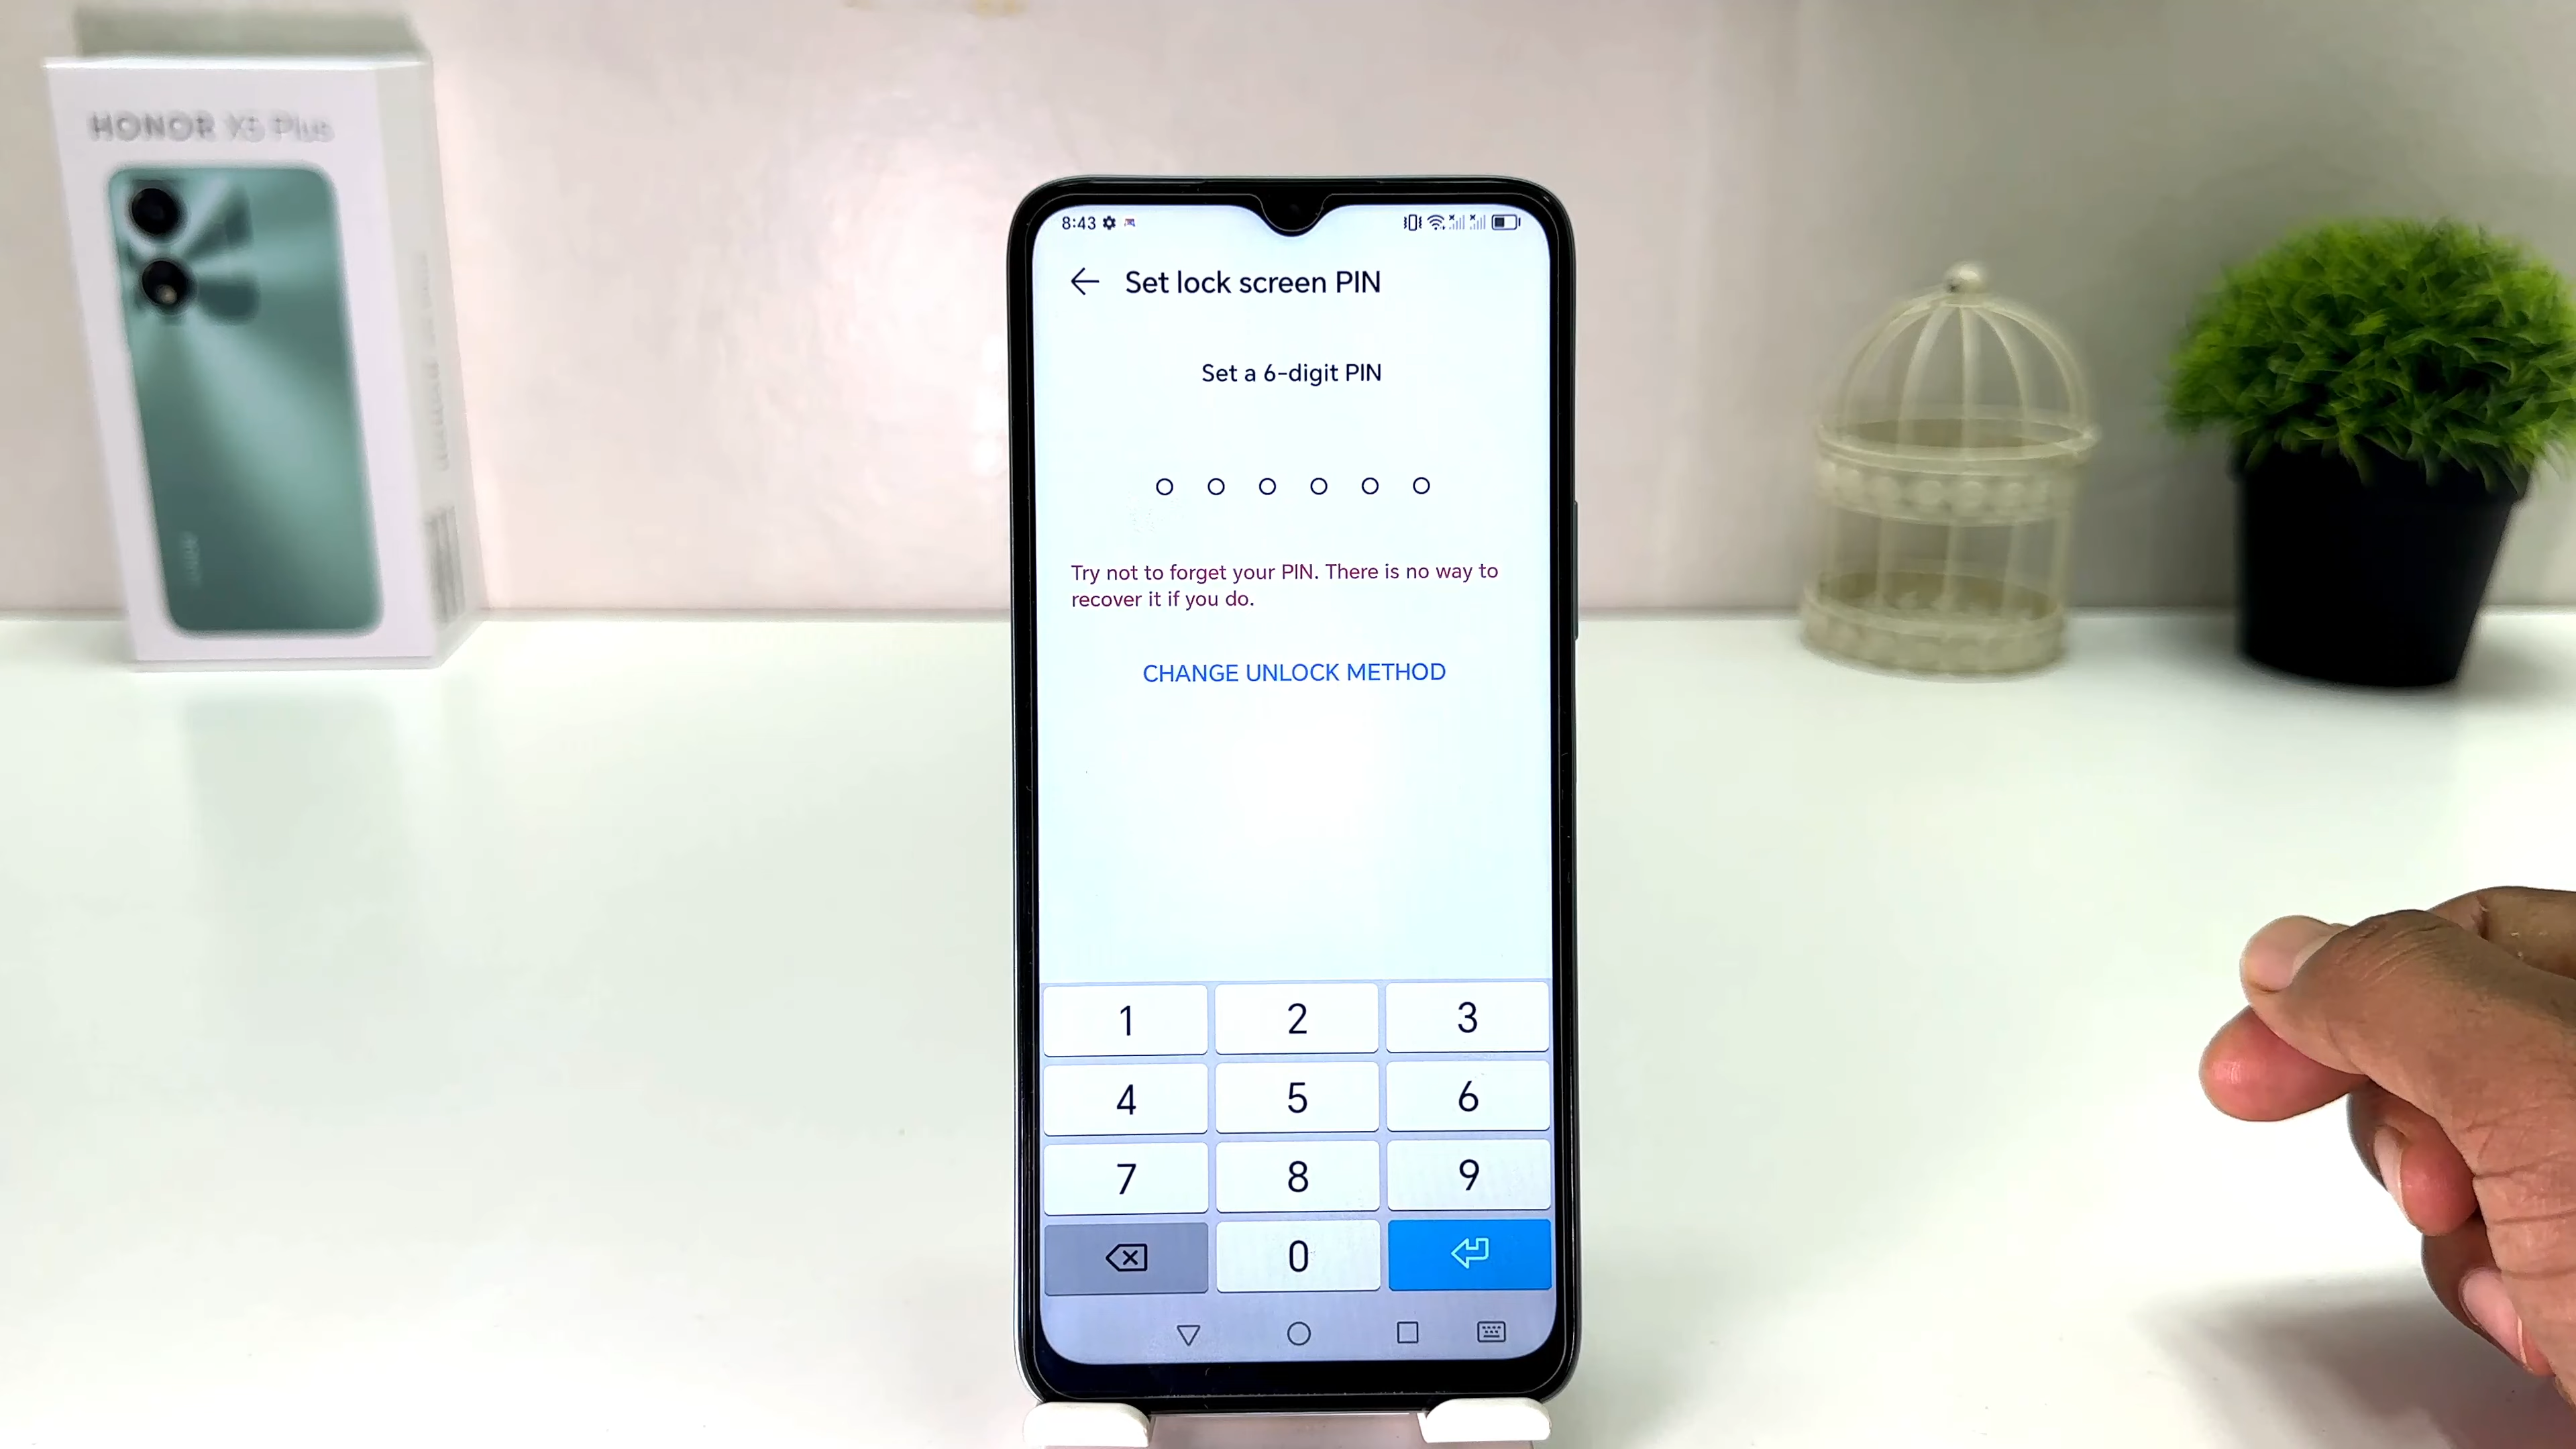 HONOR X5 Plus
8:43
Set lock screen PIN
Set a 6-digit PIN
Try not to forget your PIN. There is no way to
recover it if you do.
CHANGE UNLOCK METHOD
1 2 3
4 5 6
7 8 9
0